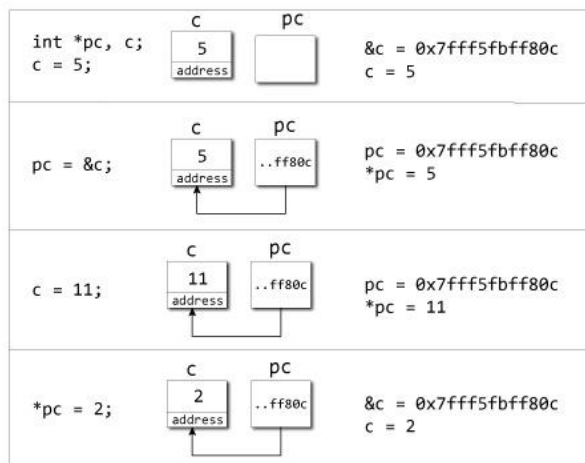 c pc
int *pc, c;
c = 5;
5
address
&c = 0x7fff5fbff80c
c = 5
c pc
pc = &c;
5
address
..ff80c
pc = 0x7fff5fbff80c
*pc = 5
c pc
c = 11;
11
address
..ff80c
pc = 0x7fff5fbff80c
*pc = 11
c pc
*pc = 2;
2
address
..ff80c
&c = 0x7fff5fbff80c
c = 2